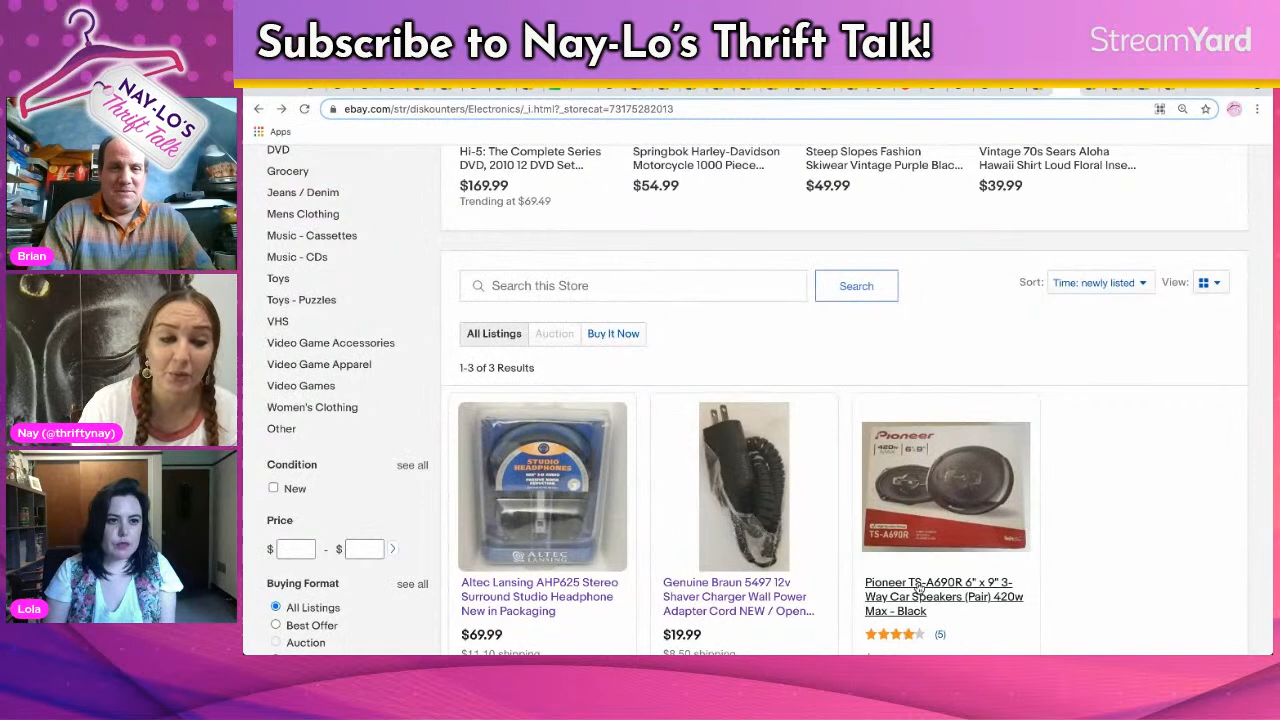 Subscribe to Nay-Lo's Thrift Talk!
StreamYard
NAY-LO'S
Thrift Talk
Brian
Nay (@thriftynay)
Lola
ebay.com/str/diskounters/Electronics/_i.html?_storecat=73175282013
Apps
DVD
Grocery
Jeans / Denim
Mens Clothing
Music - Cassettes
Music - CDs
Toys
Toys - Puzzles
VHS
Video Game Accessories
Video Game Apparel
Video Games
Women's Clothing
Other
Condition
see all
New
Price
$ - $
Buying Format
see all
All Listings
Best Offer
Auction
Hi-5: The Complete Series
DVD, 2010 12 DVD Set...
$169.99
Trending at $69.49
Springbok Harley-Davidson
Motorcycle 1000 Piece...
$54.99
Steep Slopes Fashion
Skiwear Vintage Purple Blac...
$49.99
Vintage 70s Sears Aloha
Hawaii Shirt Loud Floral Inse...
$39.99
Search this Store
Search
Sort:
Time: newly listed
View:
All Listings
Auction
Buy It Now
1-3 of 3 Results
STUDIO
HEADPHONES
ALTEC
LANSING
Altec Lansing AHP625 Stereo
Surround Studio Headphone
New in Packaging
$69.99
$11.10 shipping
Genuine Braun 5497 12v
Shaver Charger Wall Power
Adapter Cord NEW / Open...
$19.99
$8.50 shipping
Pioneer
420w
6"x9"
TS-A690R
Pioneer TS-A690R 6" x 9" 3-
Way Car Speakers (Pair) 420w
Max - Black
(5)